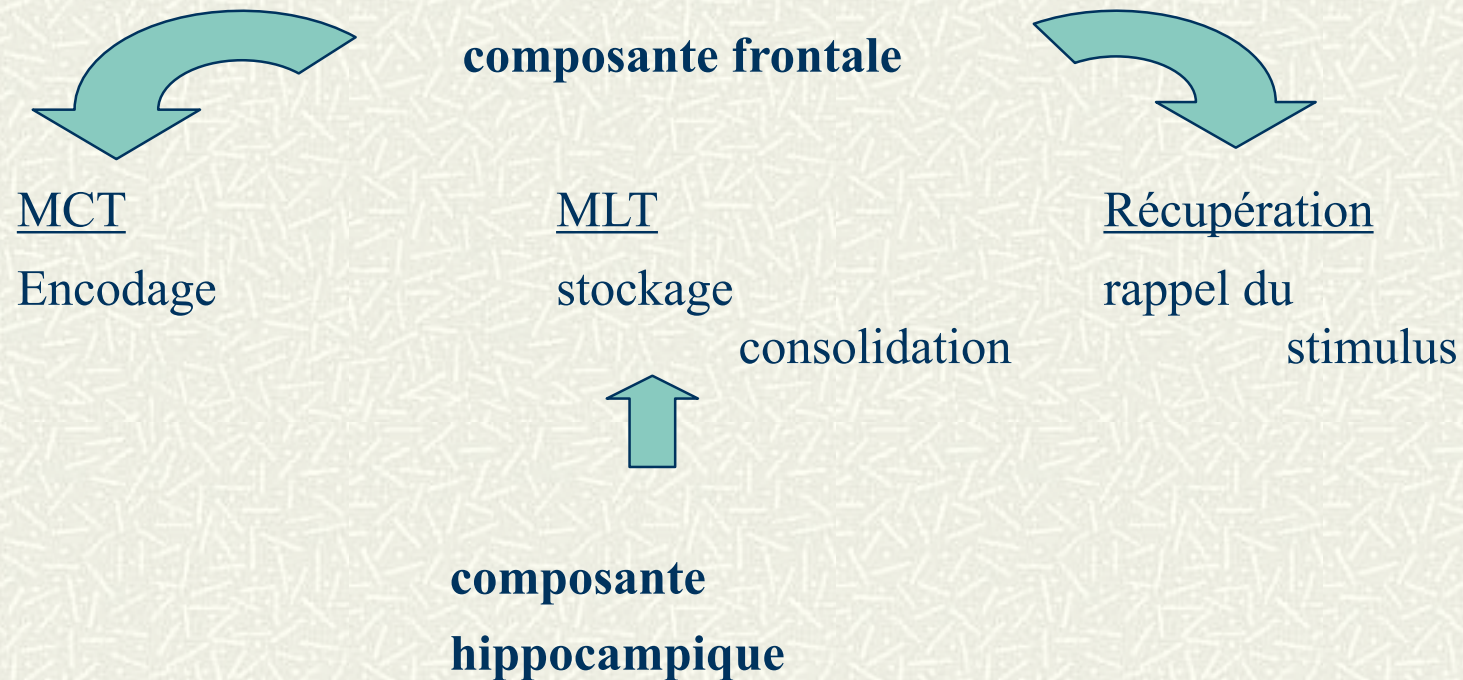 composante frontale
MCT
MLT
Récupération
Encodage
stockage
rappel du
consolidation
stimulus
composante
hippocampique